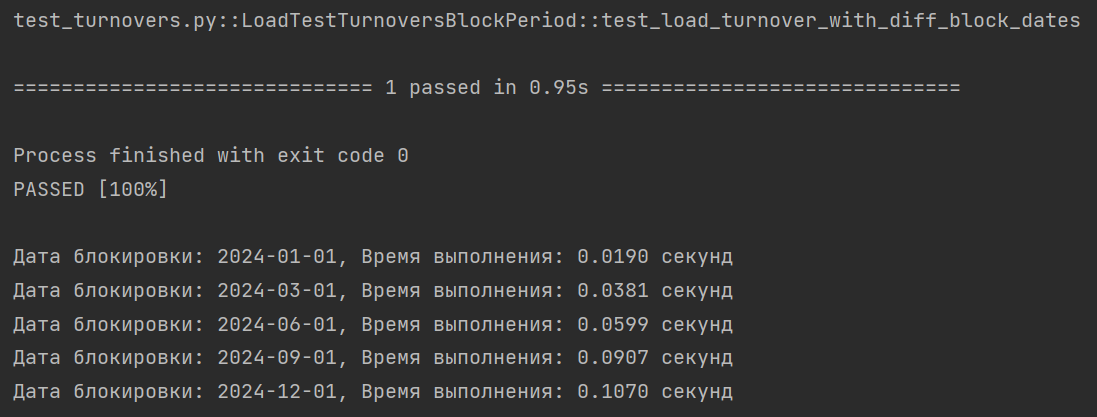 test_turnovers.py::LoadTestTurnoversBlockPeriod::test_load_turnover_with_diff_block_dates
============================== 1 passed in 0.95s ==============================
Process finished with exit code 0
PASSED [100%]
Дата блокировки: 2024-01-01, Время выполнения: 0.0190 секунд
Дата блокировки: 2024-03-01, Время выполнения: 0.0381 секунд
Дата блокировки: 2024-06-01, Время выполнения: 0.0599 секунд
Дата блокировки: 2024-09-01, Время выполнения: 0.0907 секунд
Дата блокировки: 2024-12-01, Время выполнения: 0.1070 секунд